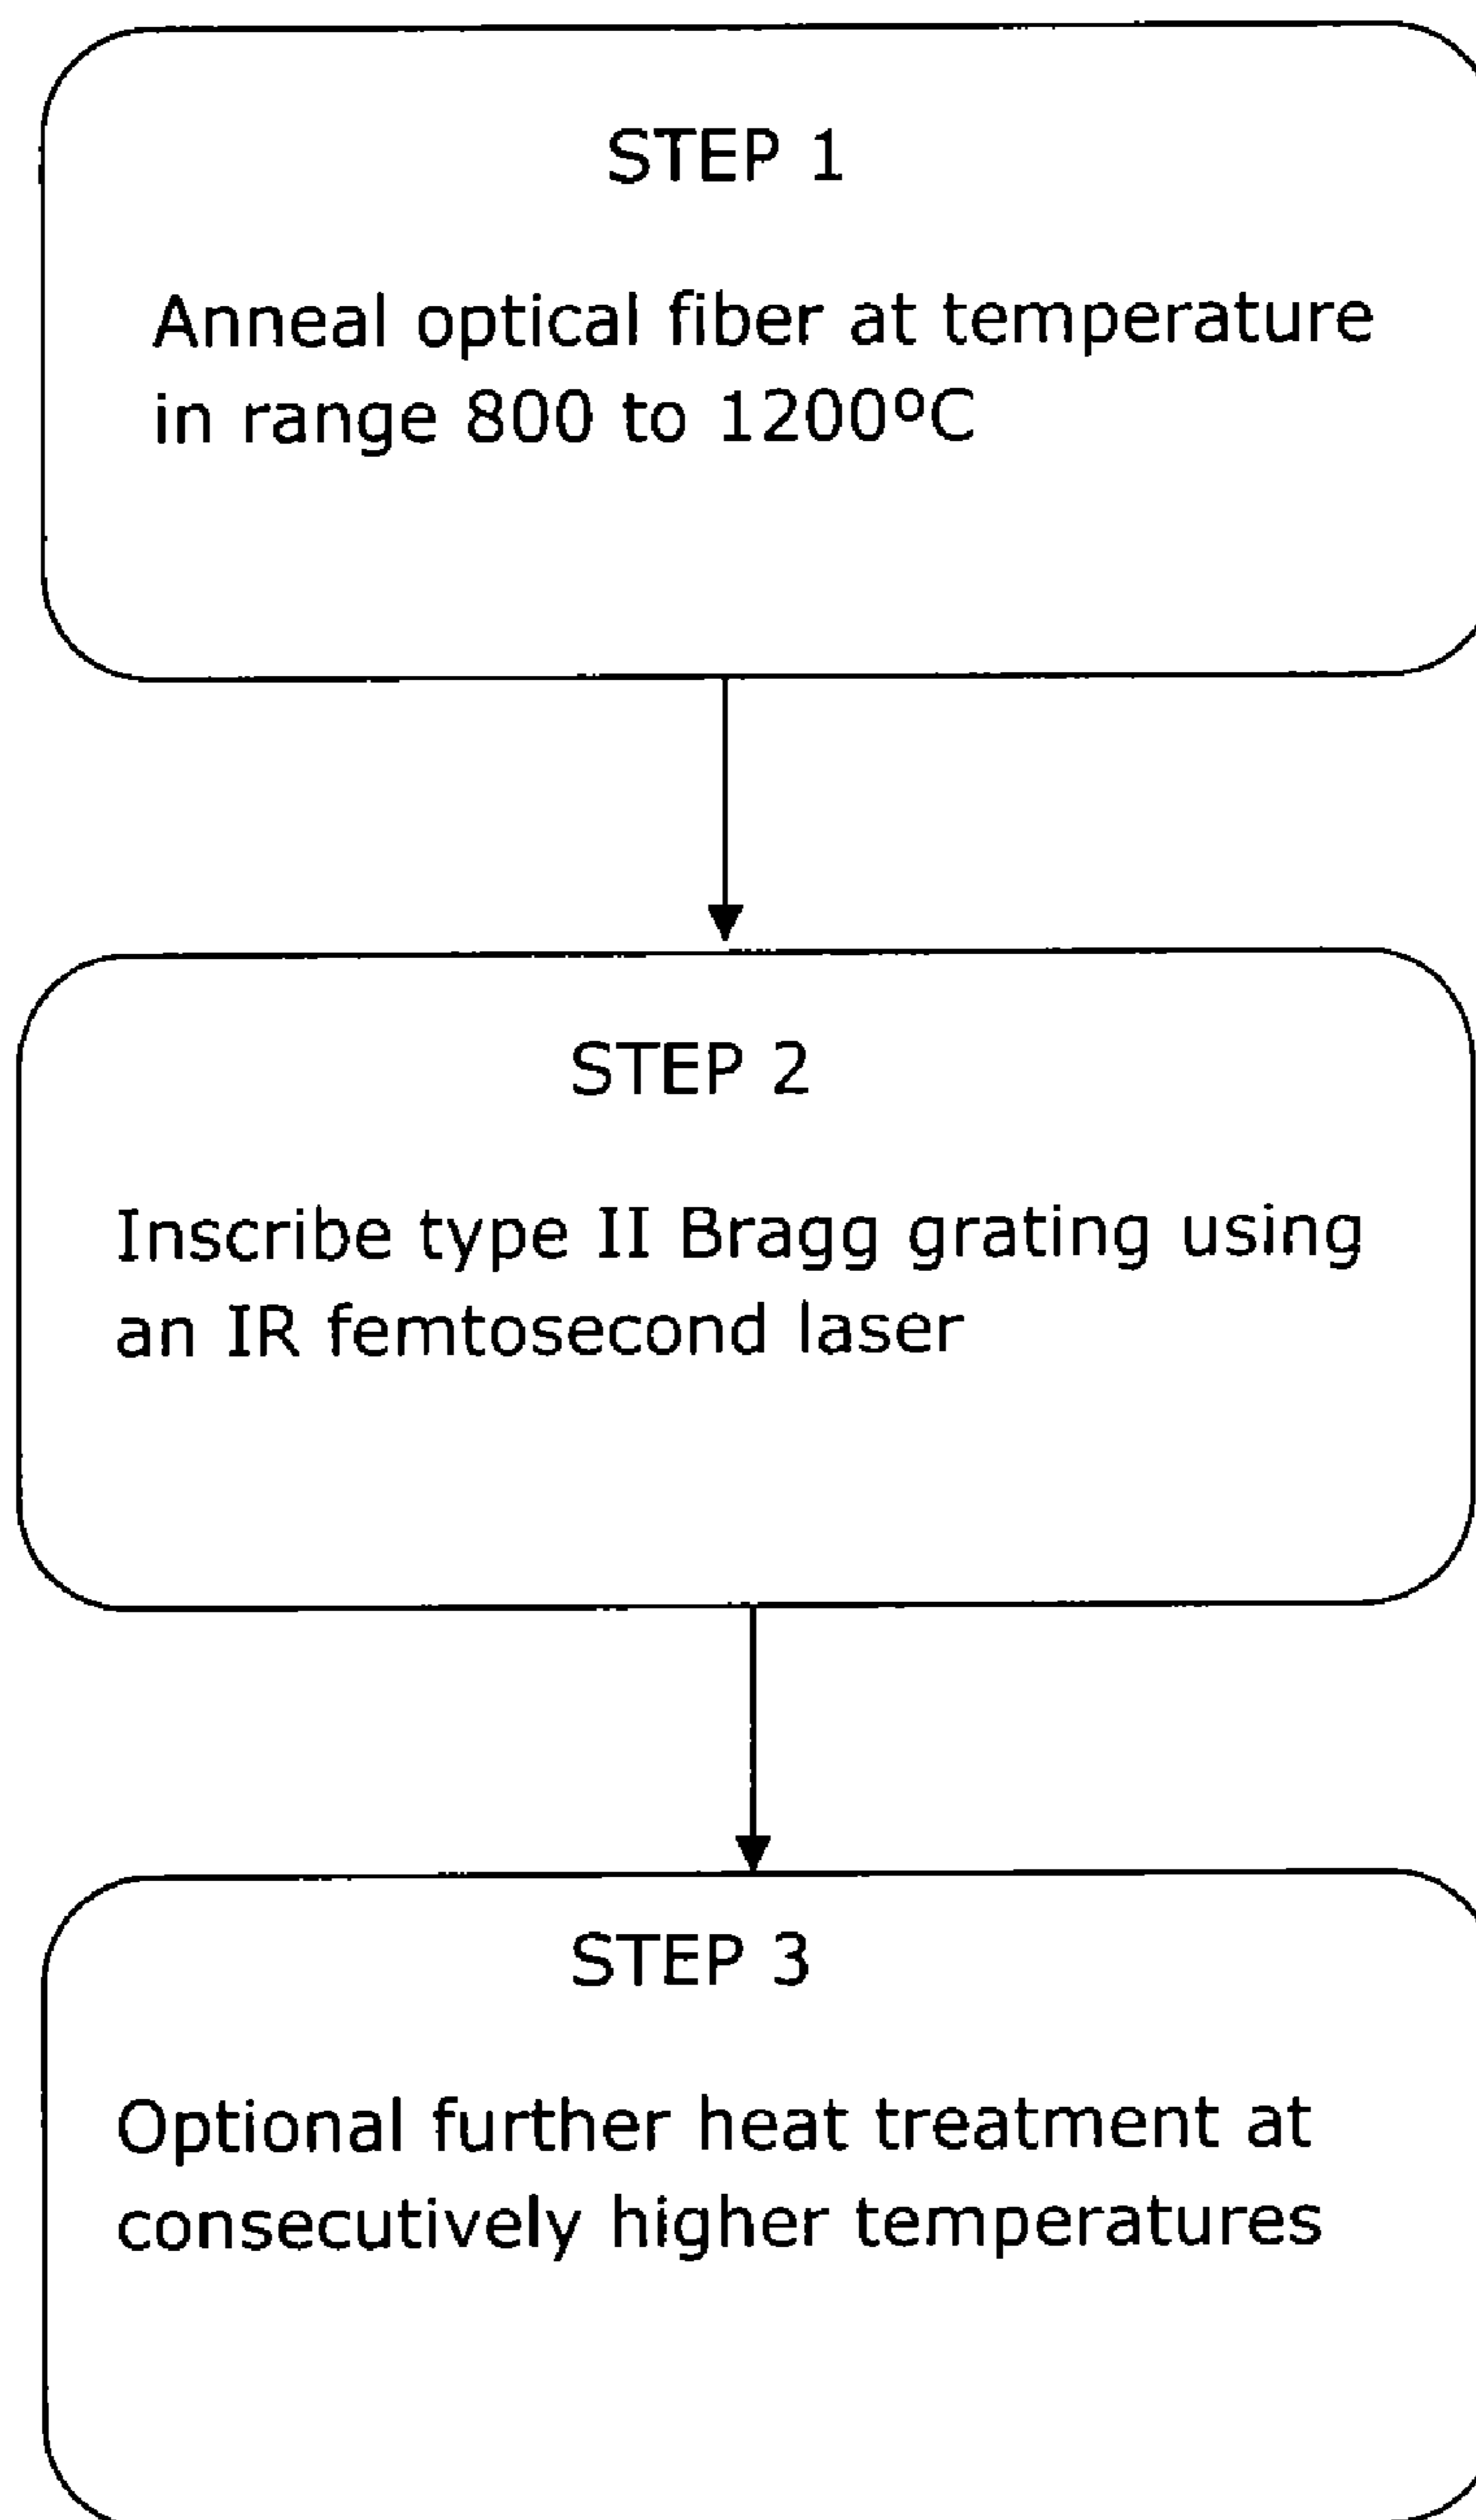 STEP 1
Anneal optical fiber at temperature
in range 800 to 1200ºC
STEP 2
Inscribe type II Bragg grating using
an IR femtosecond laser
STEP 3
Optional further heat treatment at
consecutively higher temperatures